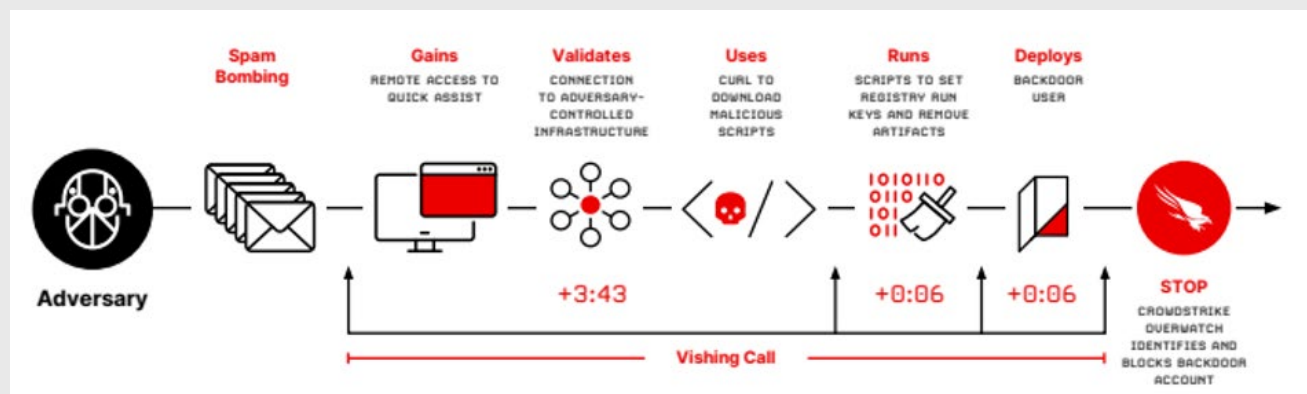 Spam
Bombing
Gains
REMOTE ACCESS TO
QUICK ASSIST
Validates
CONNECTION
TO ADVERSARY-
CONTROLLED
INFRASTRUCTURE
Uses
CURL TO
DOWNLOAD
MALICIOUS
SCRIPTS
Runs
SCRIPTS TO SET
REGISTRY RUN
KEYS AND REMOVE
ARTIFACTS
Deploys
BACKDOOR
USER
1010110
010
101
011
Adversary
+3:43
+0:06
+0:06
Vishing Call
STOP
CROWDSTRIKE
OVERWATCH
IDENTIFIES AND
BLOCKS BACKDOOR
ACCOUNT